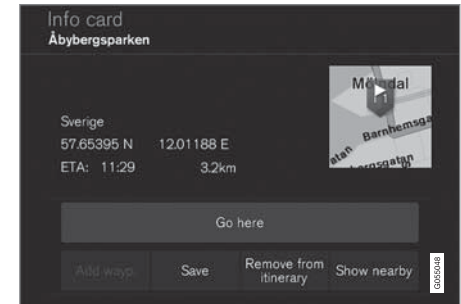 Info card
Åbybergsparken
Mölndal
Sverige
57.65395 N 12.01188 E
Barnhemsga
ETA: 11:29 3.2km
Go here
Add wayp.
Save
Remove from
itinerary
Show nearby
G055048